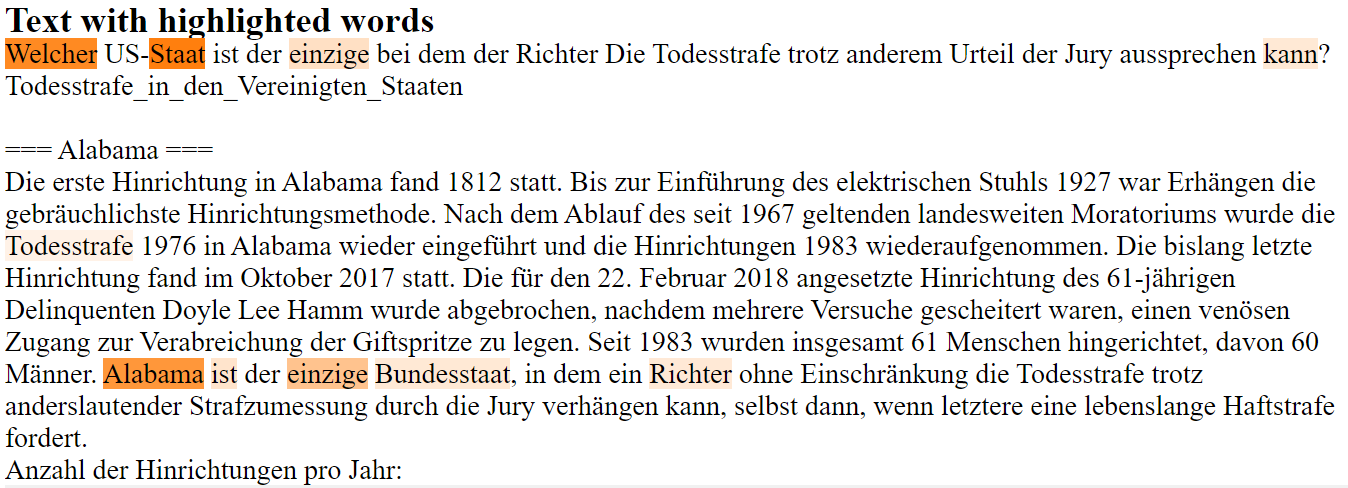 Text with highlighted words
Welcher US-Staat ist der einzige bei dem der Richter Die Todesstrafe trotz anderem Urteil der Jury aussprechen kann?
Todesstrafe_in_den_Vereinigten_Staaten
=== Alabama ===
Die erste Hinrichtung in Alabama fand 1812 statt. Bis zur Einführung des elektrischen Stuhls 1927 war Erhängen die
gebräuchlichste Hinrichtungsmethode. Nach dem Ablauf des seit 1967 geltenden landesweiten Moratoriums wurde die
Todesstrafe 1976 in Alabama wieder eingeführt und die Hinrichtungen 1983 wiederaufgenommen. Die bislang letzte
Hinrichtung fand im Oktober 2017 statt. Die für den 22. Februar 2018 angesetzte Hinrichtung des 61-jährigen
Delinquenten Doyle Lee Hamm wurde abgebrochen, nachdem mehrere Versuche gescheitert waren, einen venösen
Zugang zur Verabreichung der Giftspritze zu legen. Seit 1983 wurden insgesamt 61 Menschen hingerichtet, davon 60
Männer. Alabama ist der einzige Bundesstaat, in dem ein Richter ohne Einschränkung die Todesstrafe trotz
anderslautender Strafzumessung durch die Jury verhängen kann, selbst dann, wenn letztere eine lebenslange Haftstrafe
fordert.
Anzahl der Hinrichtungen pro Jahr: